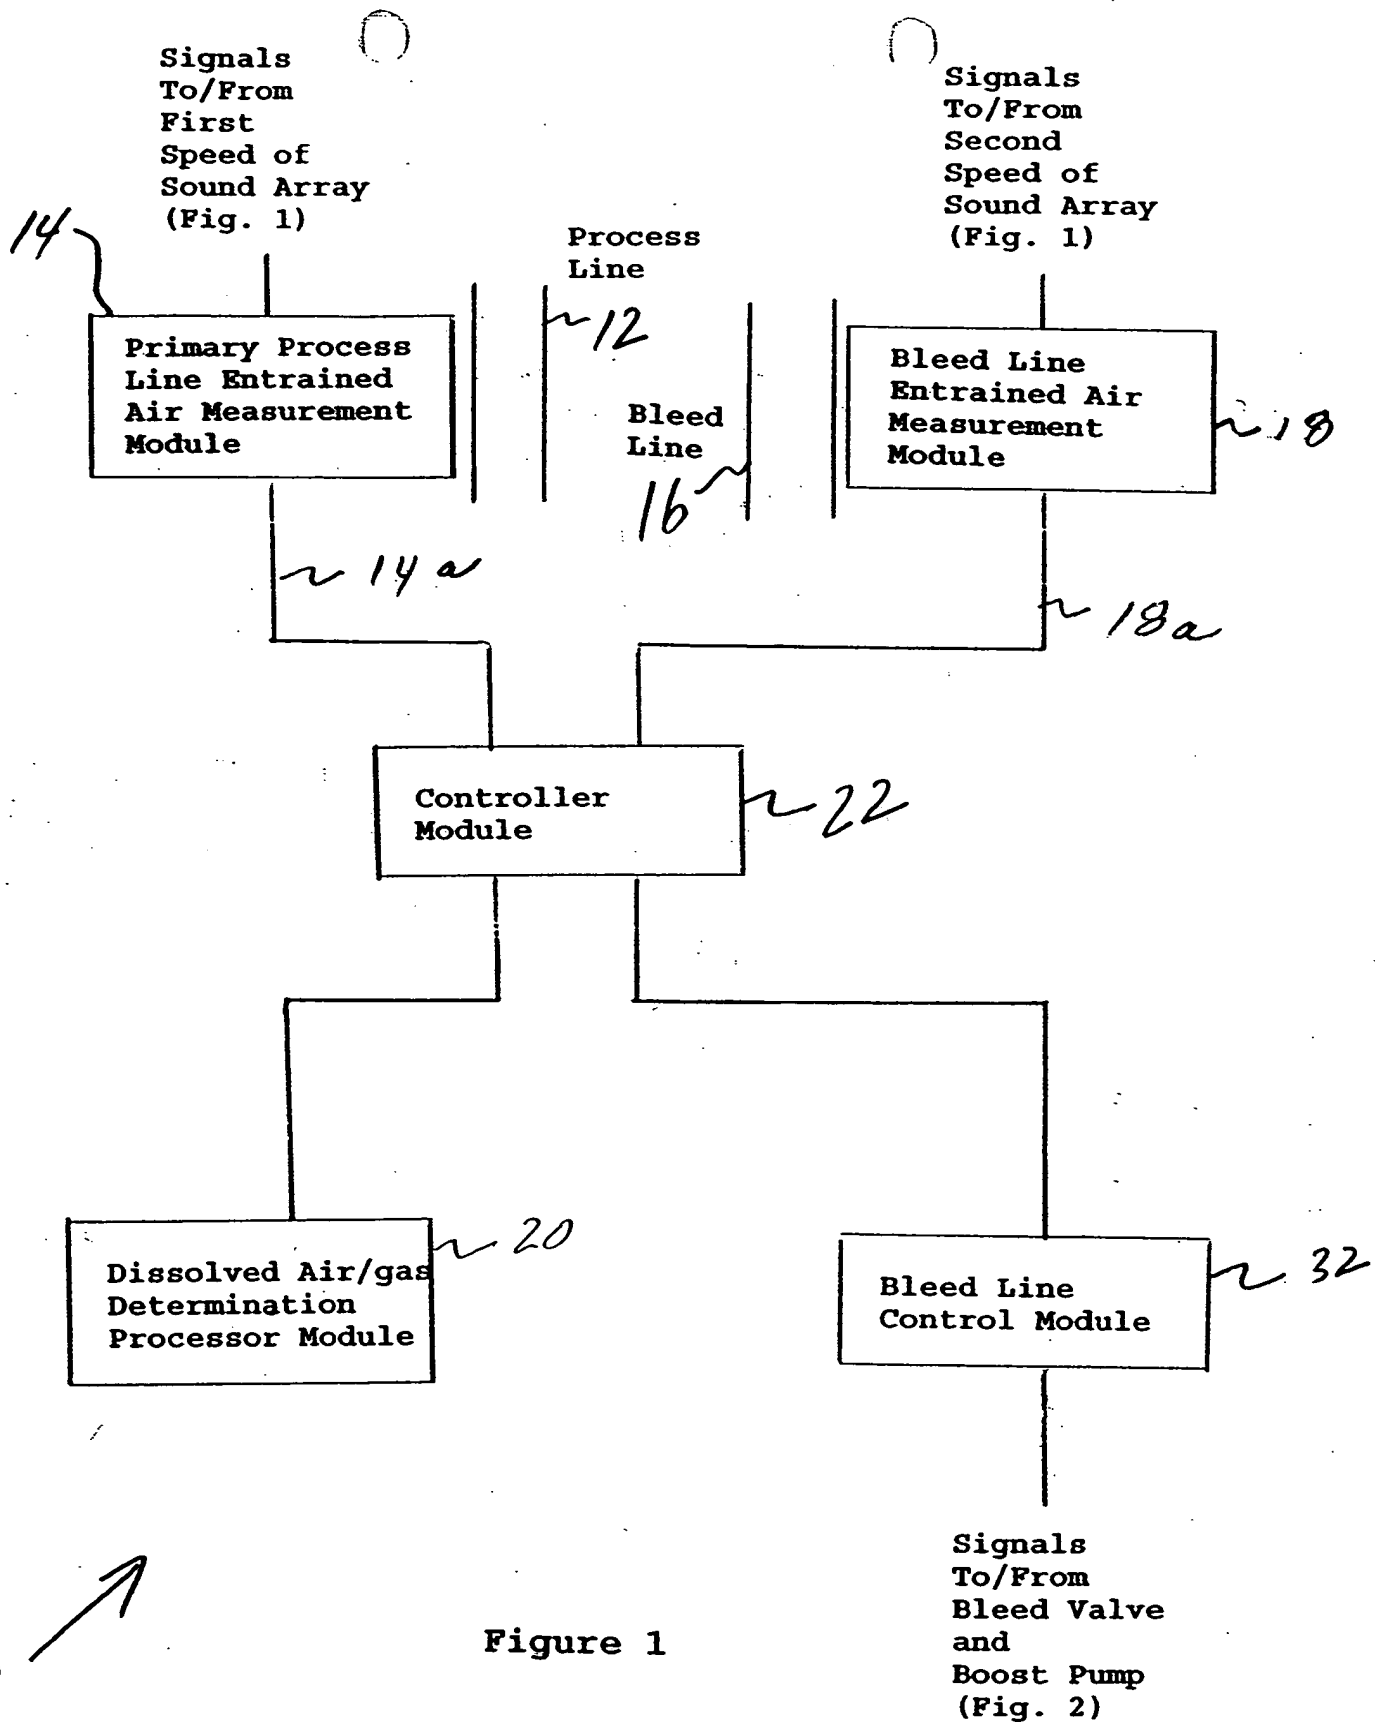 Signals
To/From
First
Speed of
Sound Array
(Fig. 1)
Signals
To/From
Second
Speed of
Sound Array
(Fig. 1)
14
Process
Line
12
Primary Process
Line Entrained
Air Measurement
Module
Bleed
Line
16
Bleed Line
Entrained Air
Measurement
Module
18
14a
18a
Controller
Module
22
Dissolved Air/gas
Determination
Processor Module
20
Bleed Line
Control Module
32
Signals
To/From
Bleed Valve
and
Boost Pump
(Fig. 2)
Figure 1